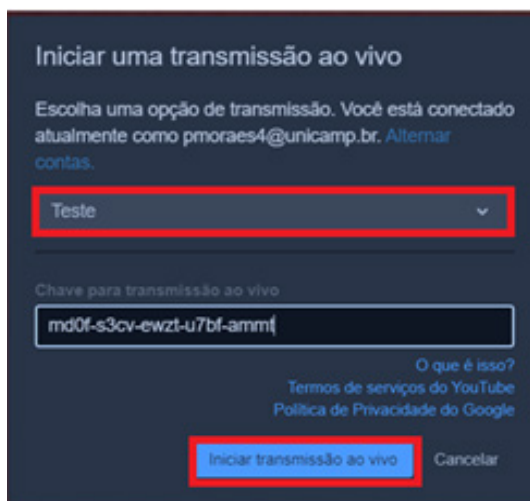 Iniciar uma transmissão ao vivo
Escolha uma opção de transmissão. Você está conectado
atualmente como pmoraes4@unicamp.br. Alternar
contas.
Teste
Chave para transmissão ao vivo
md0f-s3cv-ewzt-u7bf-ammt
O que é isso?
Termos de serviços do YouTube
Política de Privacidade do Google
Iniciar transmissão ao vivo Cancelar